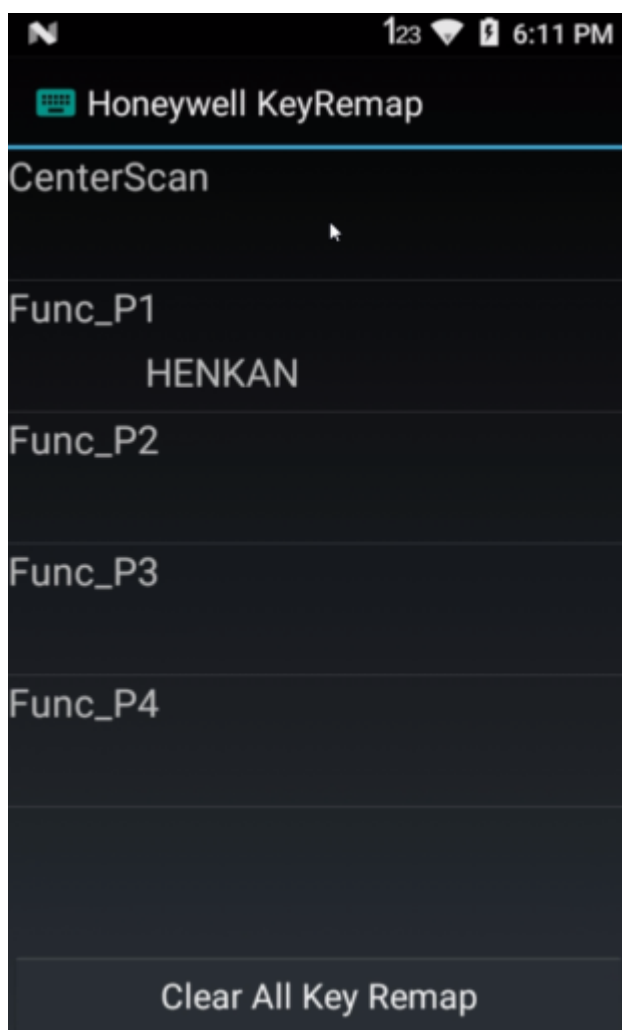 123 6:11 PM
Honeywell KeyRemap
CenterScan
Func_P1
HENKAN
Func_P2
Func_P3
Func_P4
Clear All Key Remap